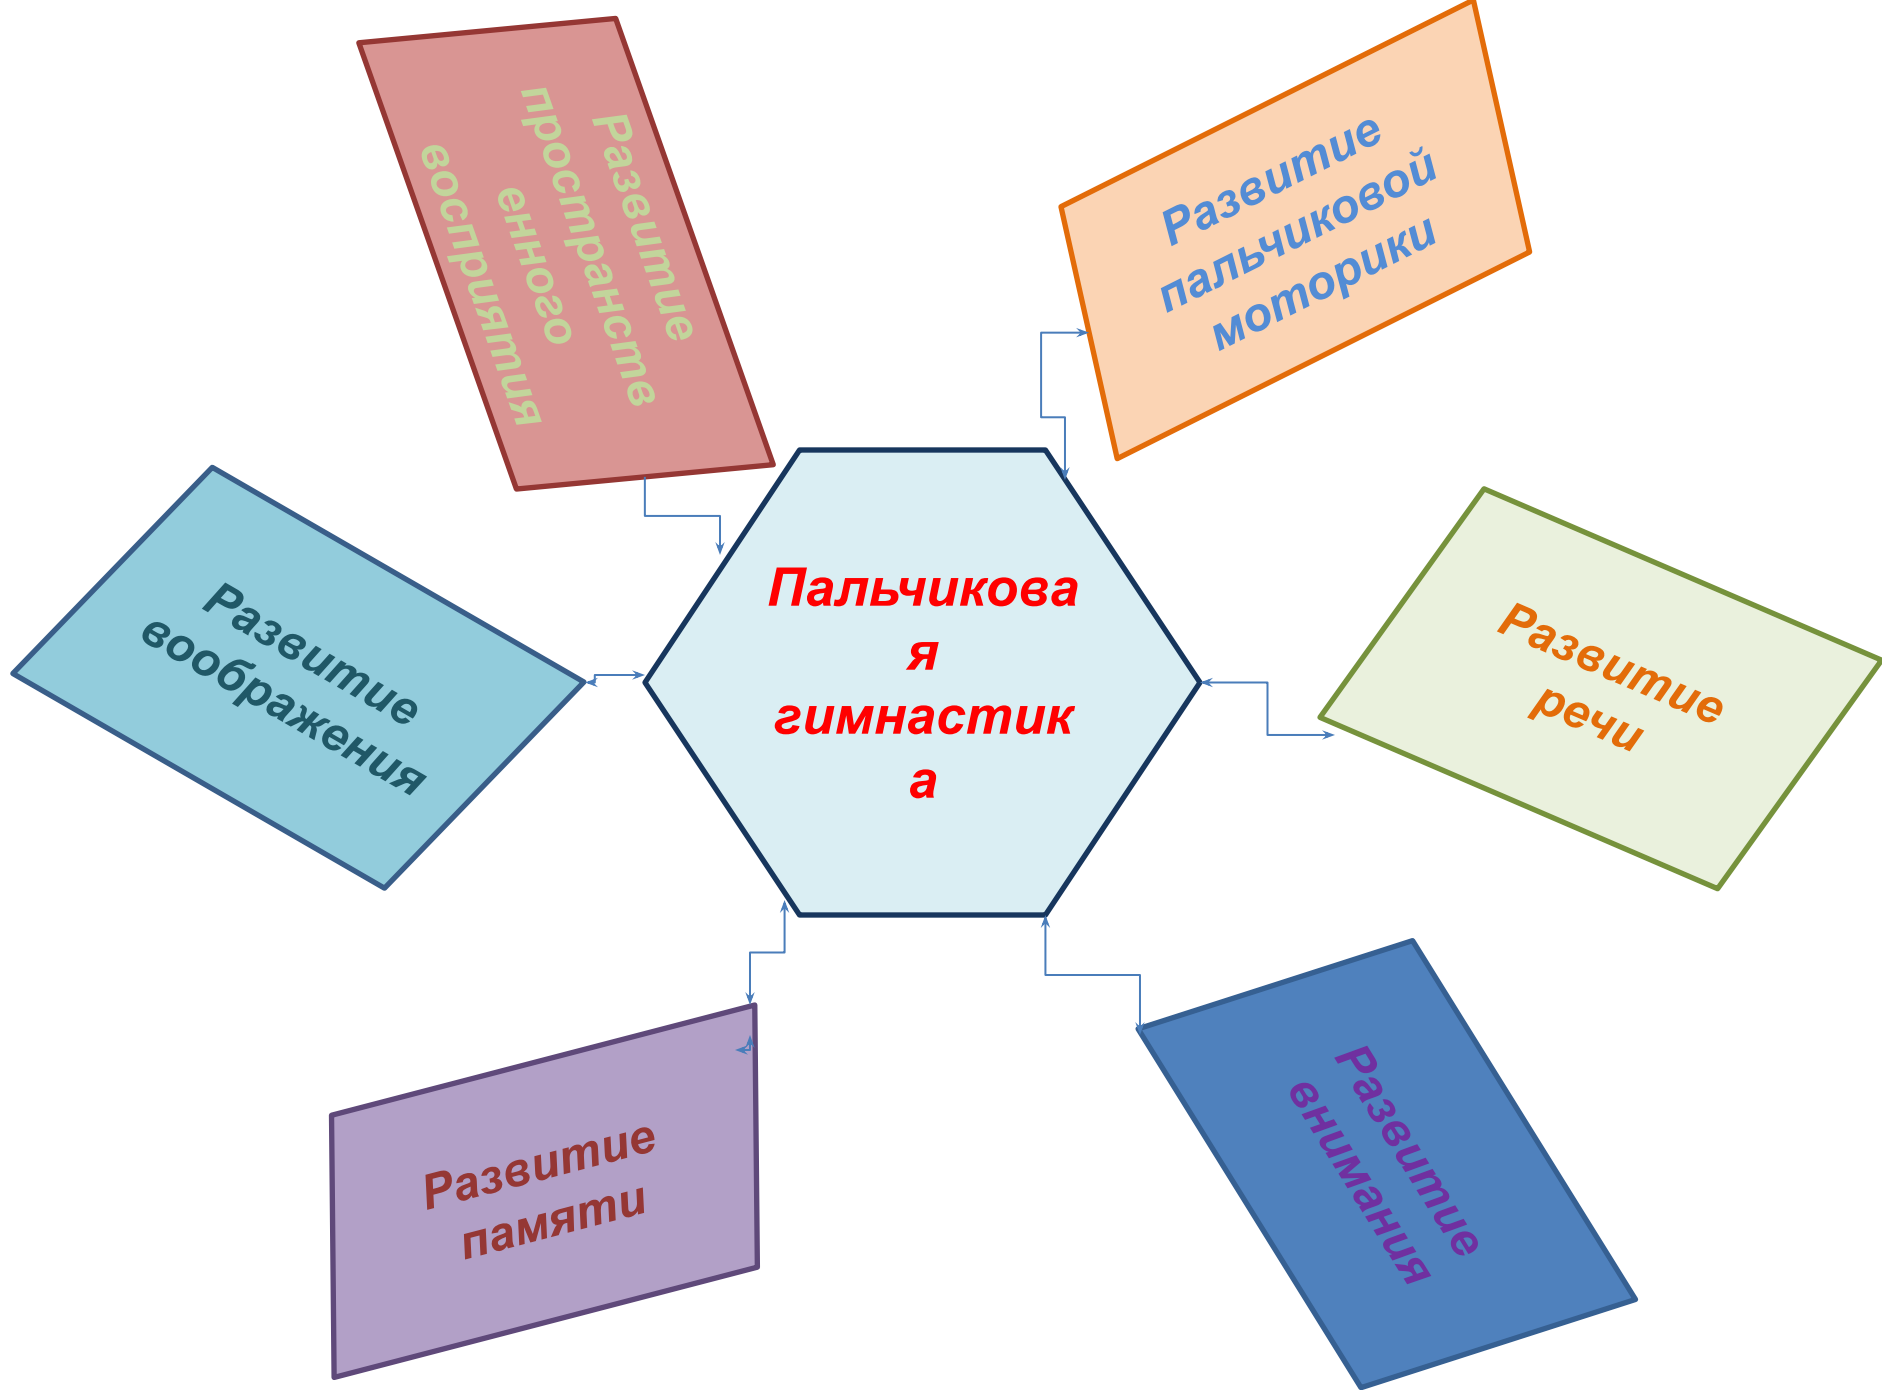 Развитие
пространств
енного
восприятия
Развитие
пальчиковой
моторики
Развитие
воображения
Пальчикова
я
гимнастик
а
Развитие
речи
Развитие
памяти
Развитие
внимания